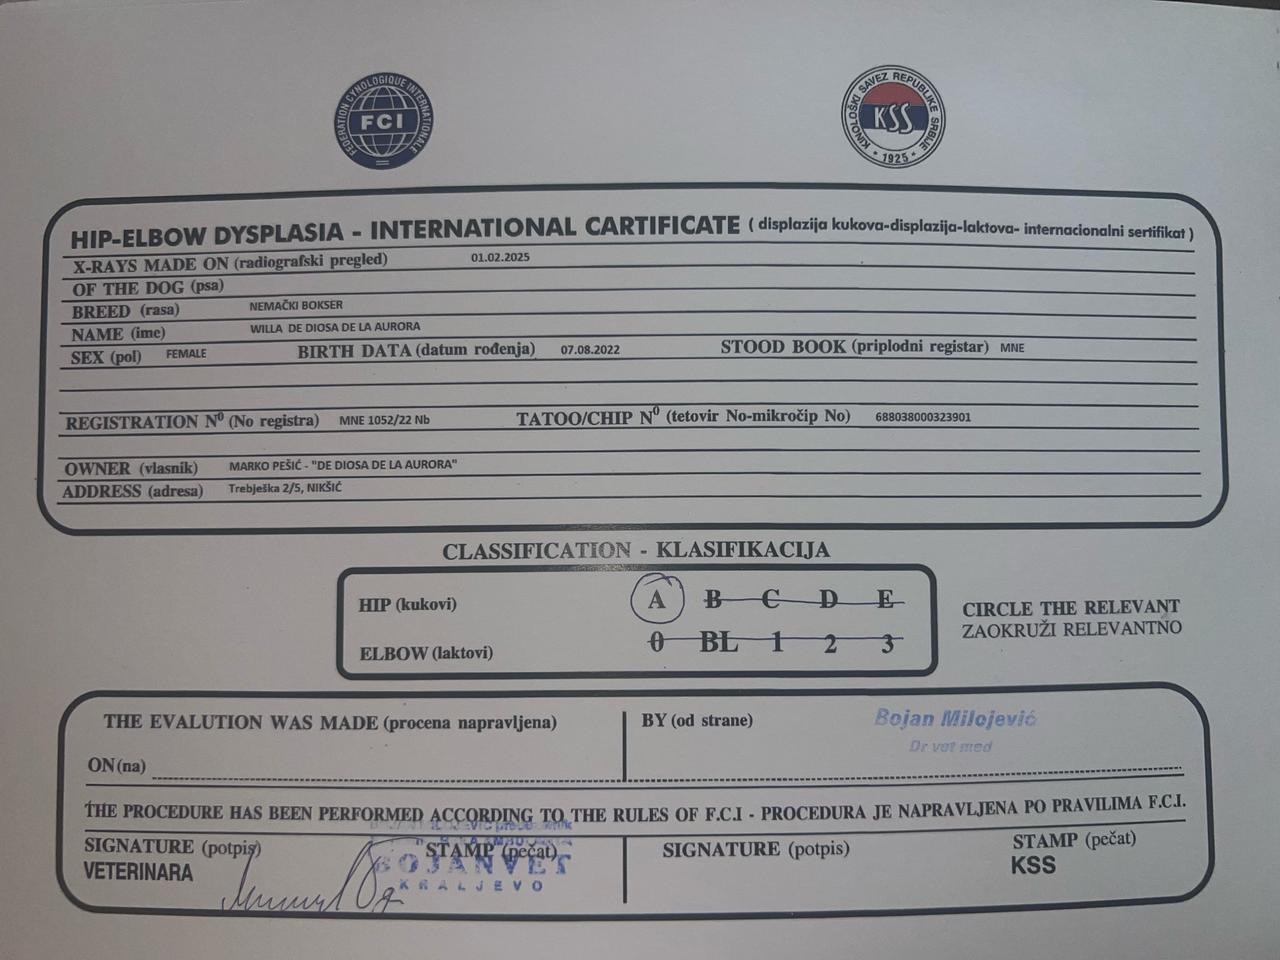 FEDERATION CYNOLOGIQUE INTERNATIONALE
FCI
KINOLOŠKI SAVEZ REPUBLIKE SRBIJE
KSS
• 1925 •
HIP-ELBOW DYSPLASIA - INTERNATIONAL CARTIFICATE ( displazija kukova-displazija-laktova- internacionalni sertifikat )
X-RAYS MADE ON (radiografski pregled) 01.02.2025
OF THE DOG (psa)
BREED (rasa) NEMAČKI BOKSER
NAME (ime) WILLA DE DIOSA DE LA AURORA
SEX (pol) FEMALE BIRTH DATA (datum rođenja) 07.08.2022 STOOD BOOK (priplodni registar) MNE
REGISTRATION N⁰ (No registra) MNE 1052/22 Nb TATOO/CHIP N⁰ (tetovir No-mikročip No) 688038000323901
OWNER (vlasnik) MARKO PEŠIĆ - "DE DIOSA DE LA AURORA"
ADDRESS (adresa) Trebješka 2/5, NIKŠIĆ
CLASSIFICATION - KLASIFIKACIJA
HIP (kukovi) A B C D E
ELBOW (laktovi) 0 BL 1 2 3
CIRCLE THE RELEVANT
ZAOKRUŽI RELEVANTNO
THE EVALUTION WAS MADE (procena napravljena)
ON (na)
BY (od strane) Bojan Milojević
Dr vet med
THE PROCEDURE HAS BEEN PERFORMED ACCORDING TO THE RULES OF F.C.I - PROCEDURA JE NAPRAVLJENA PO PRAVILIMA F.C.I.
SIGNATURE (potpis) STAMP (pečat)
VETERINARA
BOJANVET
KRALJEVO
SIGNATURE (potpis) STAMP (pečat)
KSS